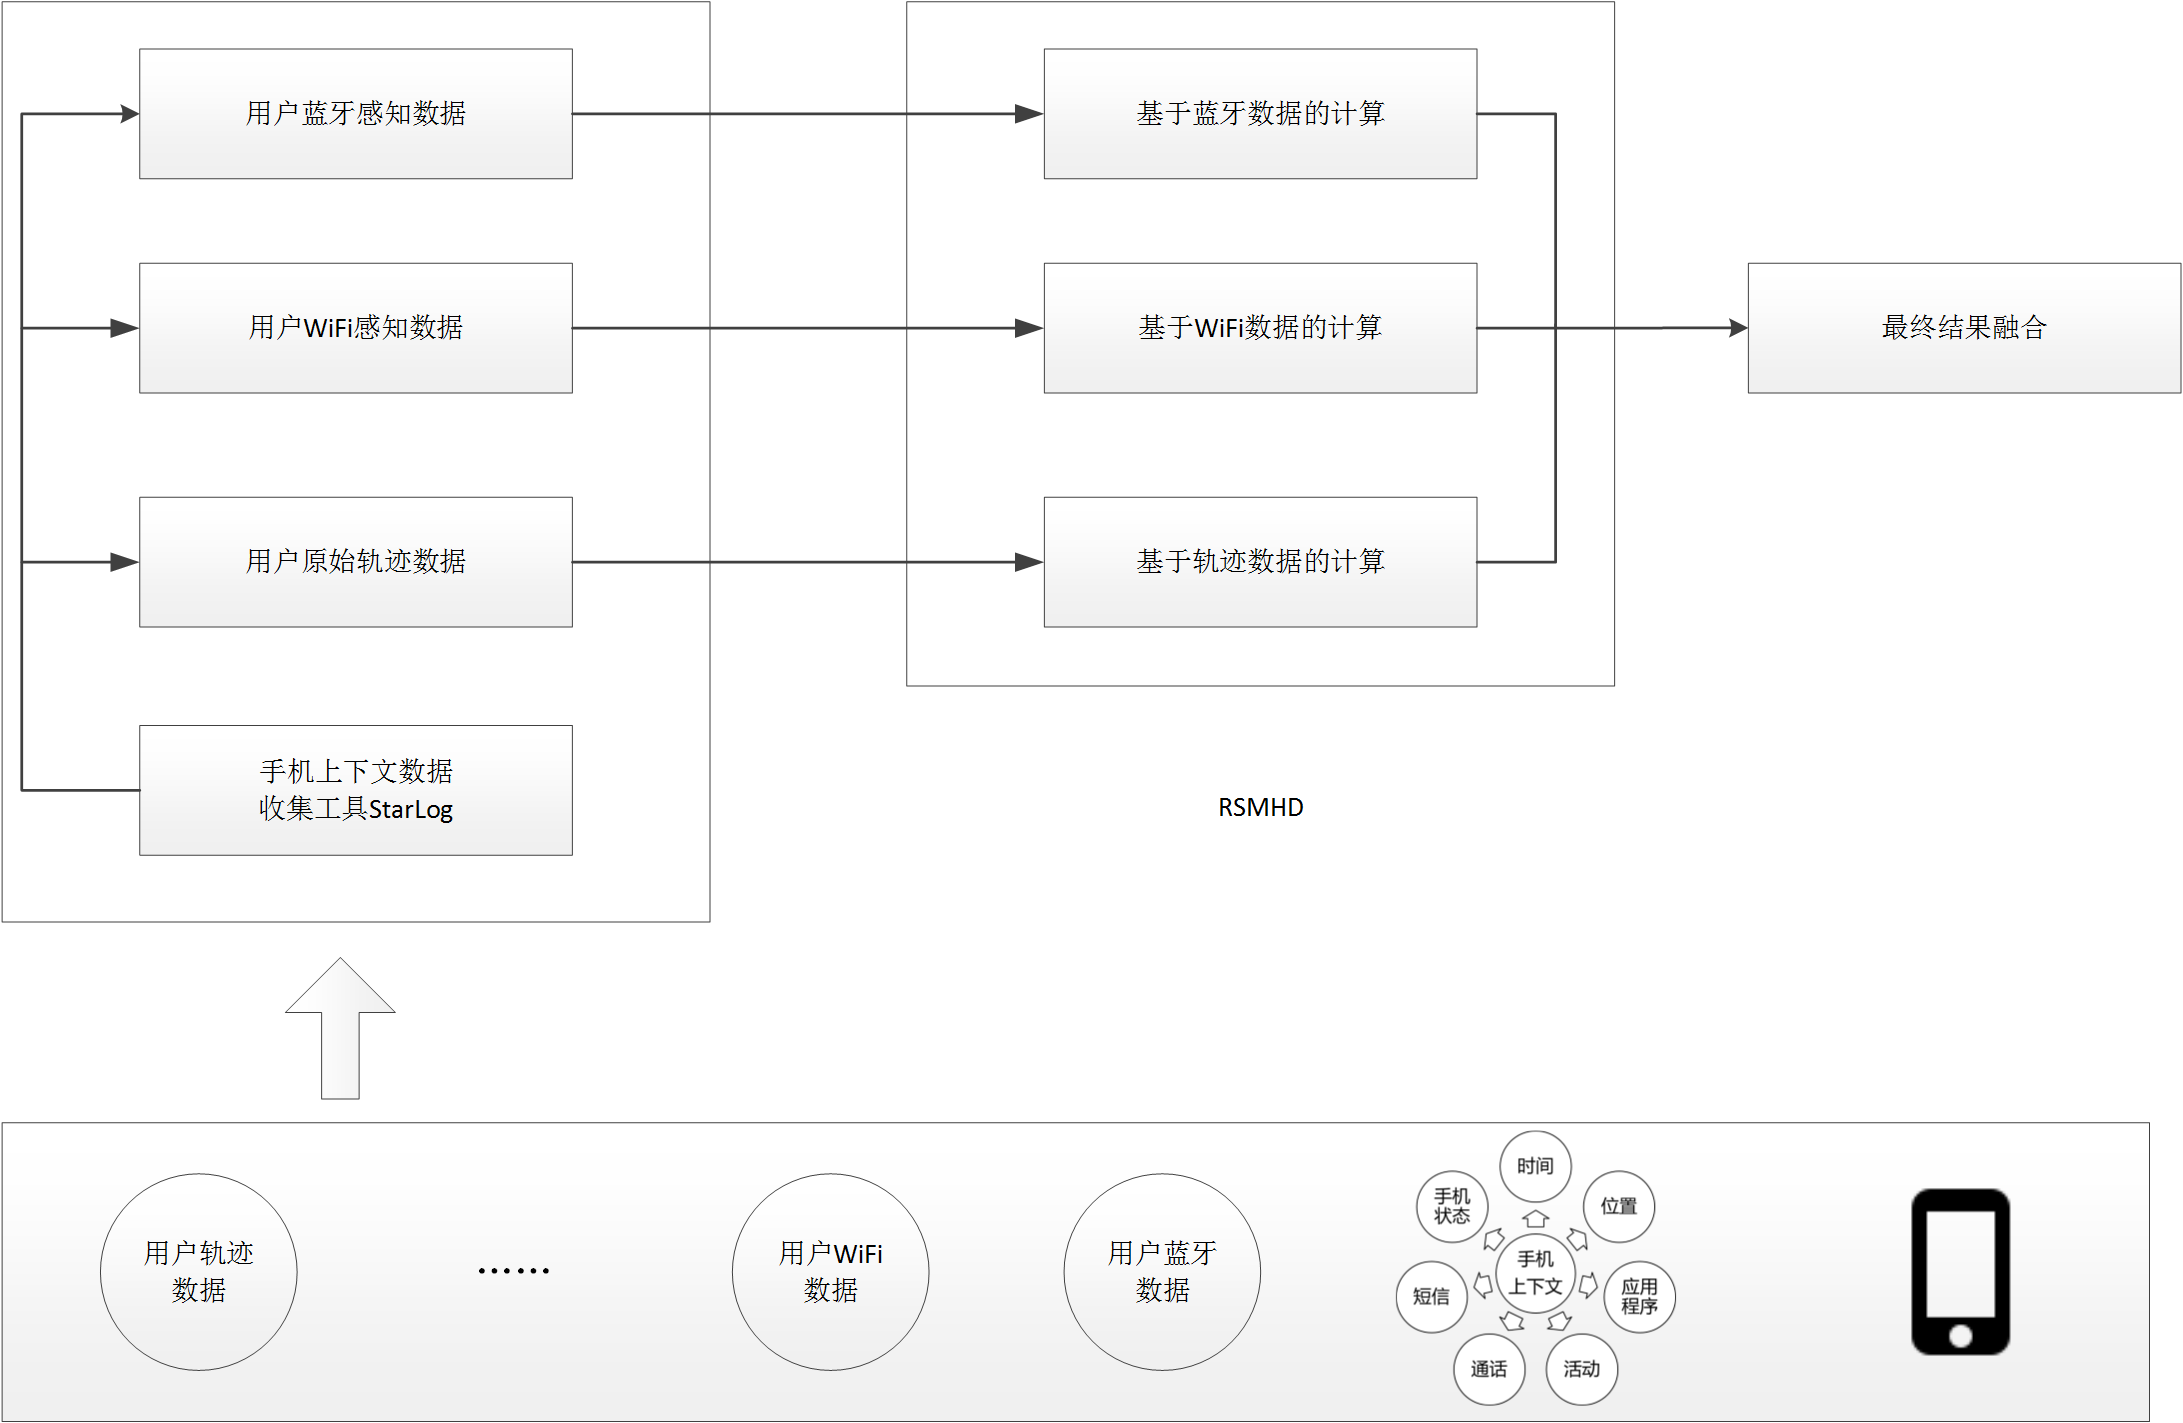 用户蓝牙感知数据
基于蓝牙数据的计算
用户WiFi感知数据
基于WiFi数据的计算
最终结果融合
用户原始轨迹数据
基于轨迹数据的计算
手机上下文数据
收集工具StarLog
RSMHD
用户轨迹
数据
······
用户WiFi
数据
用户蓝牙
数据
时间
手机
状态
位置
手机
上下文
短信
应用
程序
通话
活动